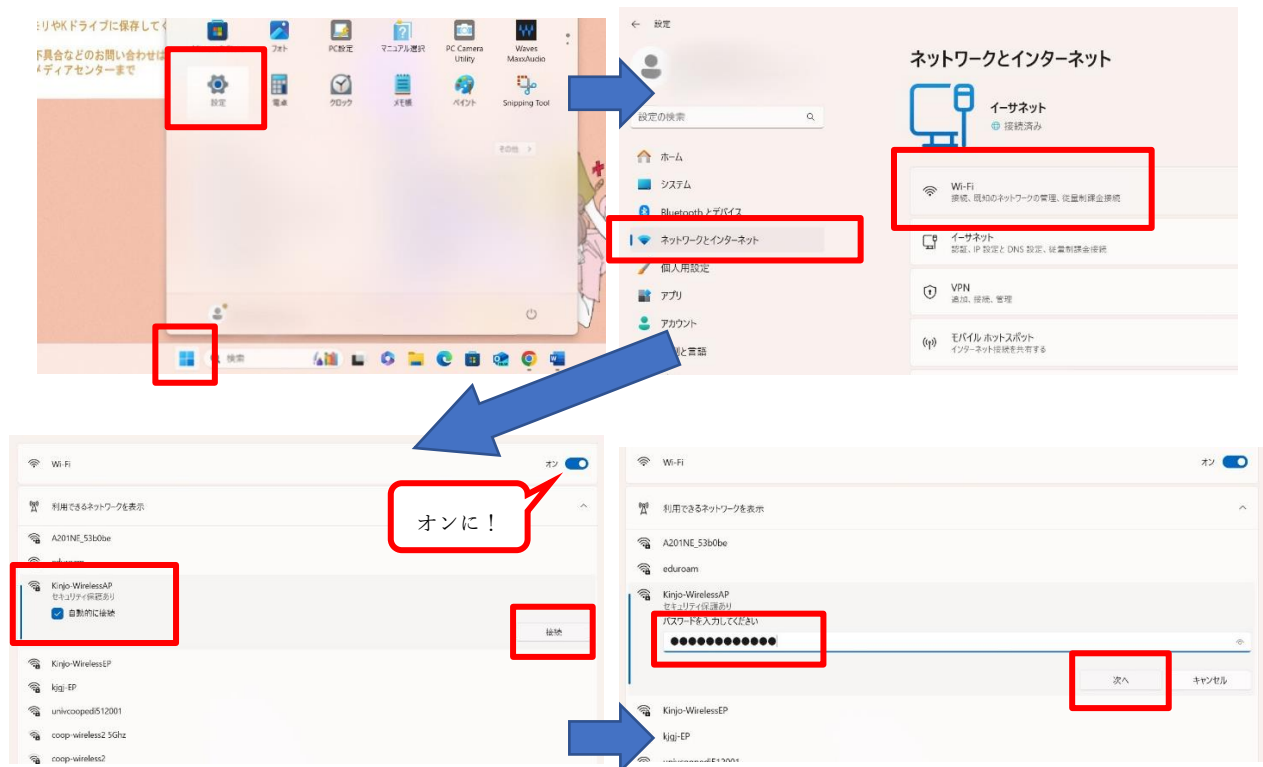 ミリやKドライブに保存してく
不具合などのお問い合わせは
メディアセンターまで
フォト
PC設定
マニュアル選択
PC Camera
Utility
Waves
MaxxAudio
設定
電卓
クロック
メモ帳
ペイント
Snipping Tool
その他
検索
← 設定
設定の検索
ホーム
システム
Bluetooth とデバイス
ネットワークとインターネット
個人用設定
アプリ
アカウント
と言語
ネットワークとインターネット
イーサネット
接続済み
Wi-Fi
接続、既知のネットワークの管理、従量制課金接続
イーサネット
認証、IP 設定と DNS 設定、従量制課金接続
VPN
追加、接続、管理
モバイル ホットスポット
インターネット接続を共有する
Wi-Fi
オン
オンに！
利用できるネットワークを表示
A201NE_53b0be
eduroam
Kinjo-WirelessAP
セキュリティ保護あり
自動的に接続
接続
Kinjo-WirelessEP
kjgj-EP
univcoopedi512001
coop-wireless2 5Ghz
coop-wireless2
Wi-Fi
オン
利用できるネットワークを表示
A201NE_53b0be
eduroam
Kinjo-WirelessAP
セキュリティ保護あり
パスワードを入力してください
●●●●●●●●●●●●
次へ
キャンセル
Kinjo-WirelessEP
kjgj-EP
univcoopedi512001